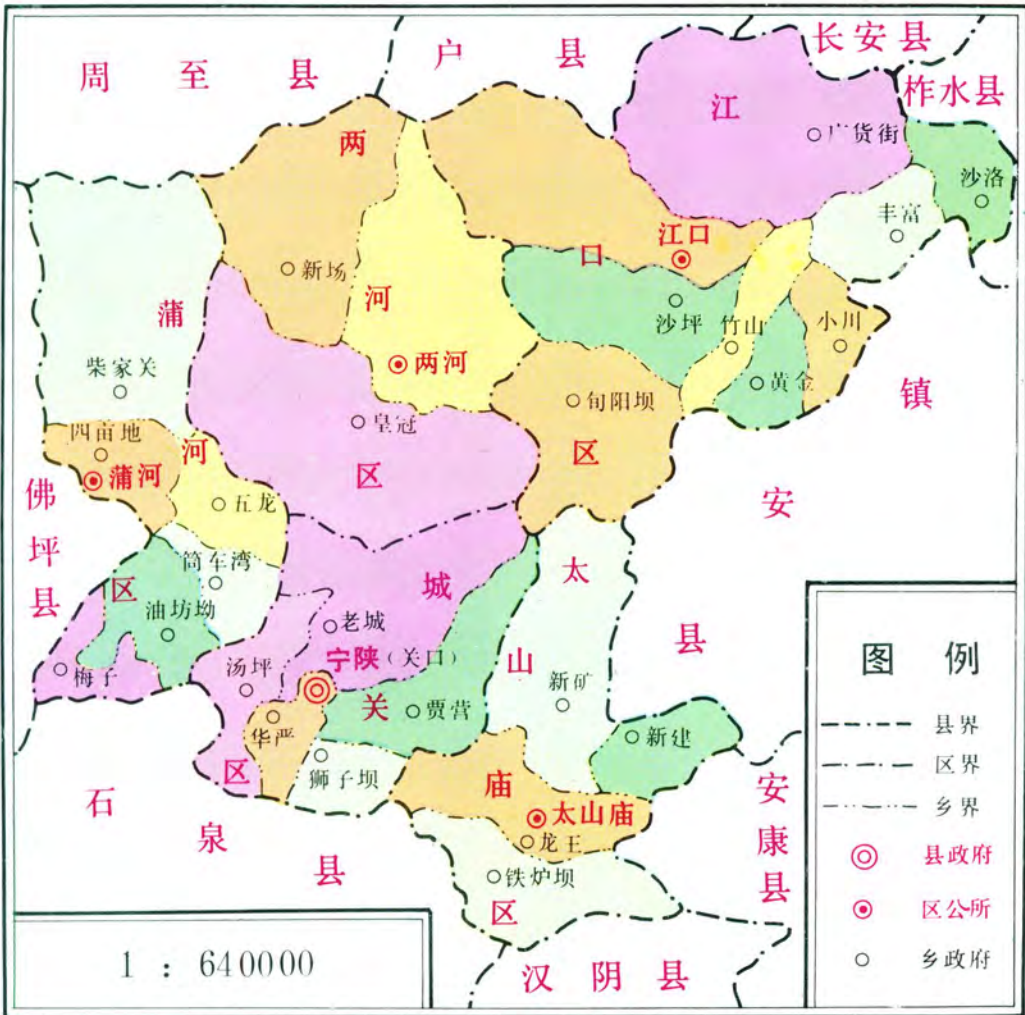 周至县
户县
长安县
柞水县
江口区
广货街
沙洛
丰富
江口
沙坪
竹山
小川
黄金
旬阳坝
两河区
新场
两河
皇冠
蒲河区
柴家关
四亩地
蒲河
五龙
筒车湾
油坊坳
梅子
佛坪县
镇安县
城关区
老城
宁陕(关口)
汤坪
华严
贾营
狮子坝
太山庙区
新矿
新建
太山庙
龙王
铁炉坝
石泉县
汉阴县
安康县
图例
县界
区界
乡界
县政府
区公所
乡政府
1 : 640000